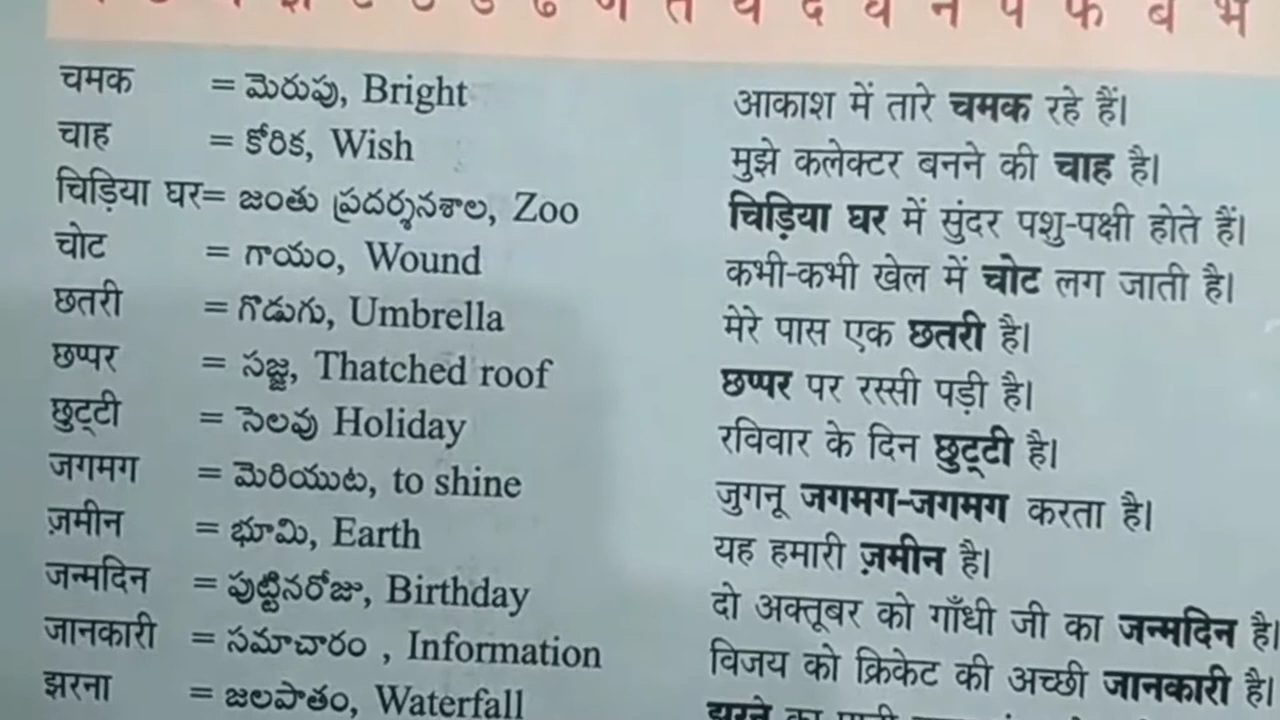 ढ ण त थ द ध न प फ ब भ
चमक = మెరుపు, Bright आकाश में तारे चमक रहे हैं।
चाह = కోరిక, Wish मुझे कलेक्टर बनने की चाह है।
चिड़िया घर= జంతు ప్రదర్శనశాల, Zoo चिड़िया घर में सुंदर पशु-पक्षी होते हैं।
चोट = గాయం, Wound कभी-कभी खेल में चोट लग जाती है।
छतरी = గొడుగు, Umbrella मेरे पास एक छतरी है।
छप्पर = సజ్జ, Thatched roof छप्पर पर रस्सी पड़ी है।
छुट्टी = సెలవు Holiday रविवार के दिन छुट्टी है।
जगमग = మెరియుట, to shine जुगनू जगमग-जगमग करता है।
ज़मीन = భూమి, Earth यह हमारी ज़मीन है।
जन्मदिन = పుట్టినరోజు, Birthday दो अक्तूबर को गाँधी जी का जन्मदिन है।
जानकारी = సమాచారం , Information विजय को क्रिकेट की अच्छी जानकारी है।
झरना = జలపాతం, Waterfall झरने का पानी